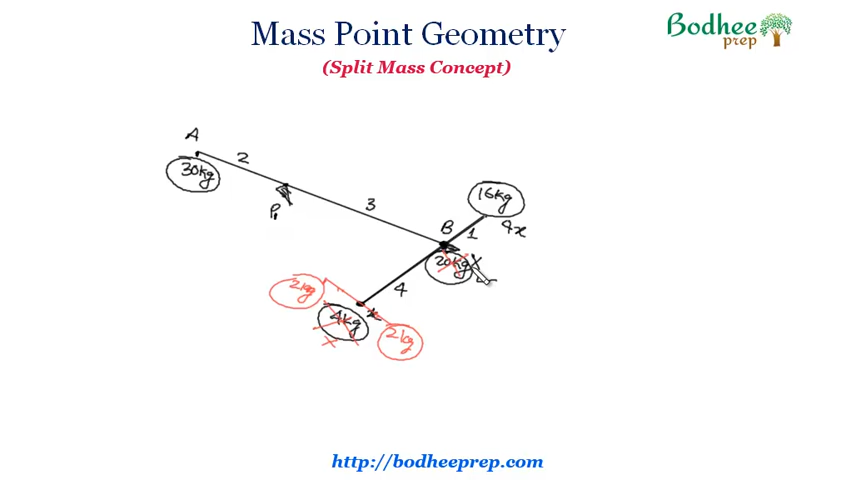 Mass Point Geometry
Bodhee
prep
(Split Mass Concept)
A
2
30kg
P1
3
16kg
4x
B
1
20kg
x
4
2kg
4kg
x
x
2kg
http://bodheeprep.com